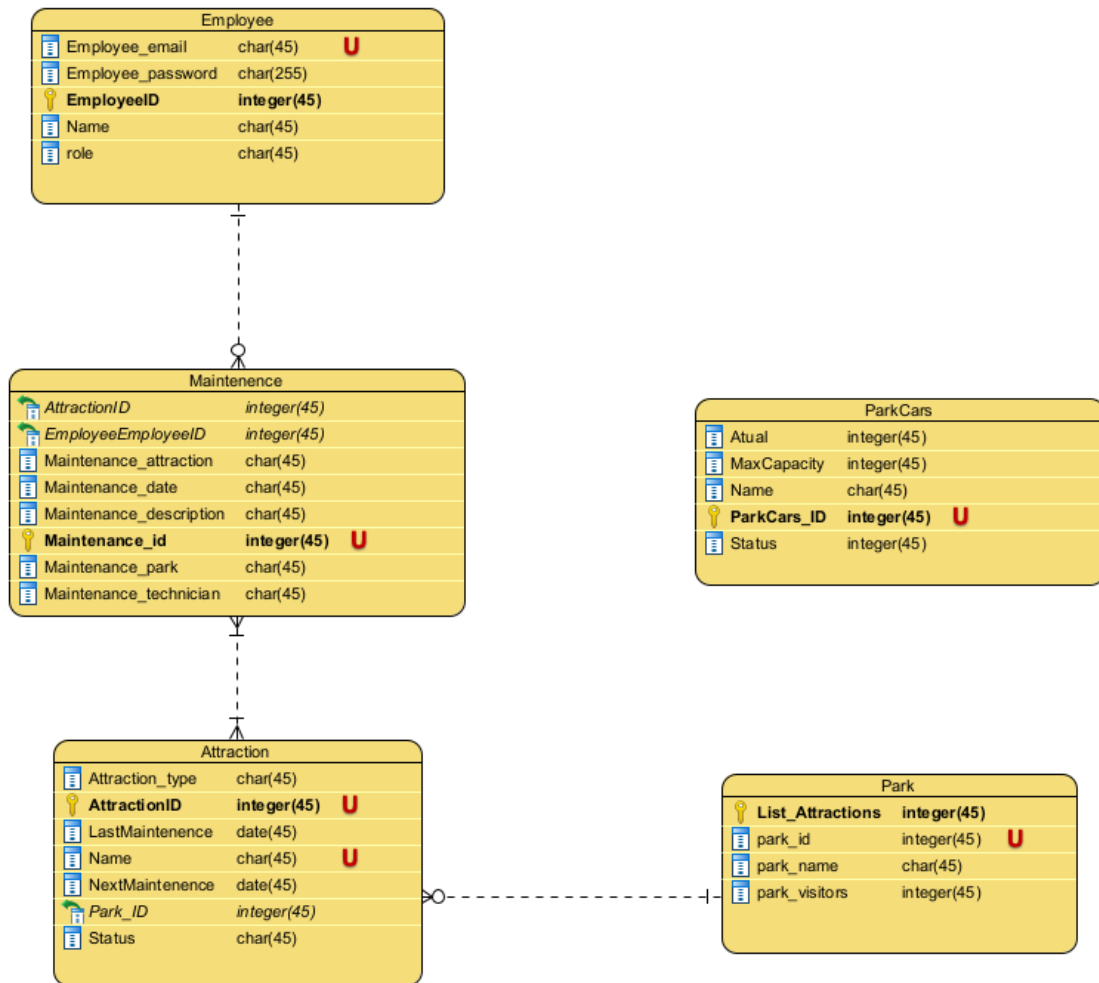 Employee
Employee_email char(45) U
Employee_password char(255)
EmployeeID integer(45)
Name char(45)
role char(45)
Maintenence
AttractionID integer(45)
EmployeeEmployeeID integer(45)
Maintenance_attraction char(45)
Maintenance_date char(45)
Maintenance_description char(45)
Maintenance_id integer(45) U
Maintenance_park char(45)
Maintenance_technician char(45)
ParkCars
Atual integer(45)
MaxCapacity integer(45)
Name char(45)
ParkCars_ID integer(45) U
Status integer(45)
Attraction
Attraction_type char(45)
AttractionID integer(45) U
LastMaintenence date(45)
Name char(45) U
NextMaintenence date(45)
Park_ID integer(45)
Status char(45)
Park
List_Attractions integer(45)
park_id integer(45) U
park_name char(45)
park_visitors integer(45)